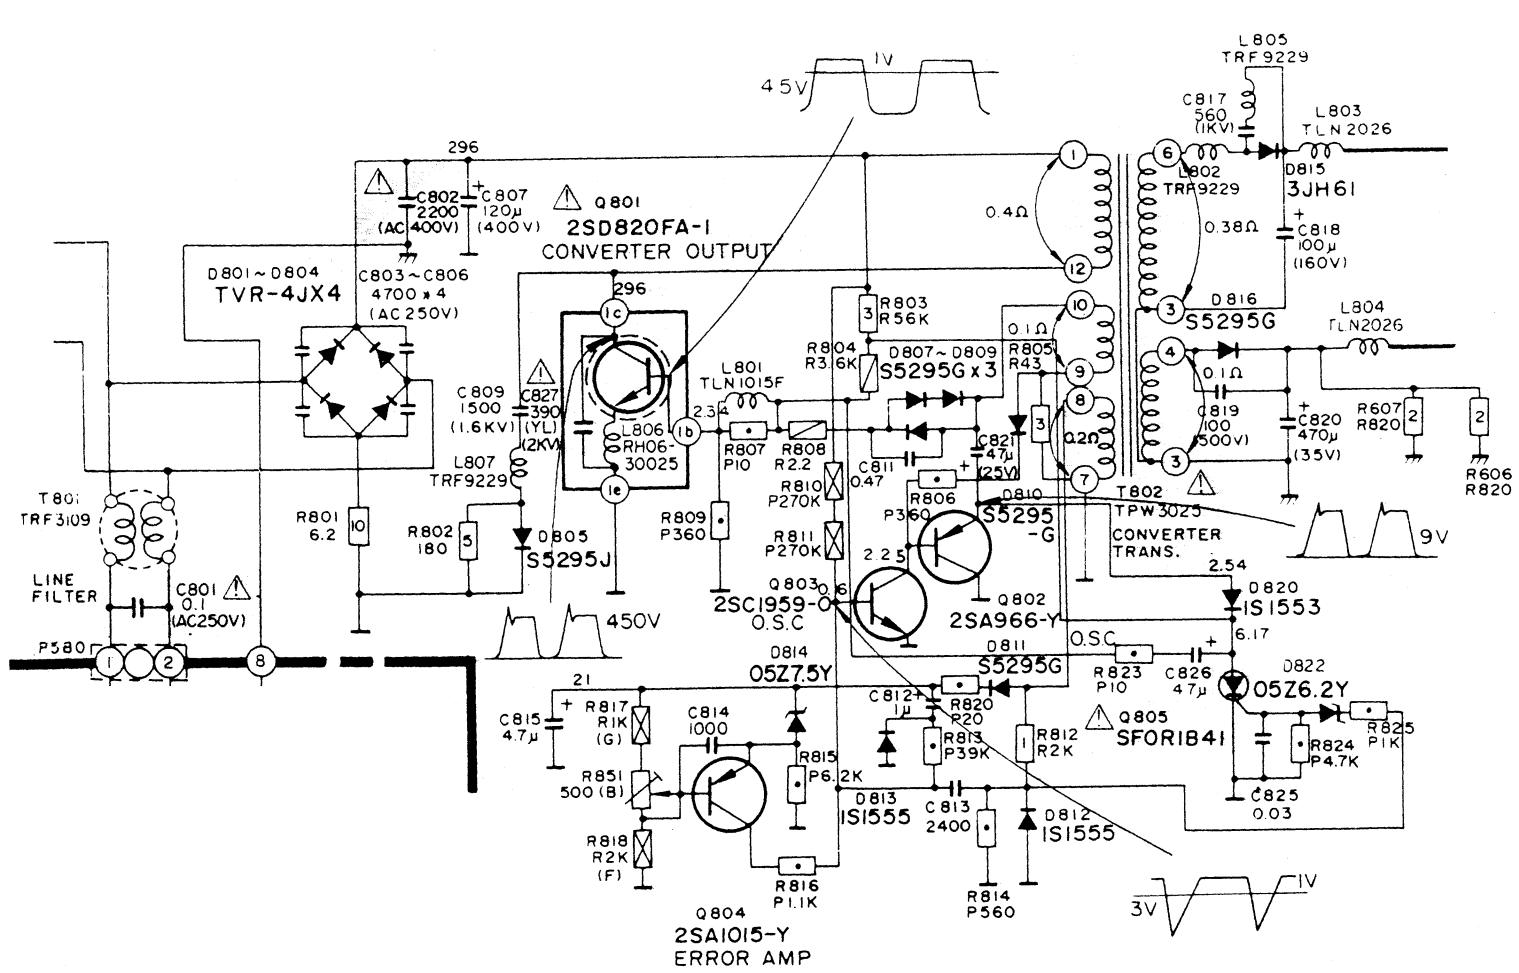 L805
TRF9229
1V
45V
C817
560
(1KV)
L803
TLN2026
296
1
6
L802
TRF9229
D815
3JH61
C802
2200
(AC400V)
C807
120μ
(400V)
+
Q801
2SD820FA-1
CONVERTER OUTPUT
0.4Ω
0.38Ω
+
C818
100μ
(160V)
D801~D804
TVR-4JX4
C803~C806
4700×4
(AC250V)
12
296
1c
R803
R56K
3
10
3
D816
S5295G
L804
TLN2026
0.1Ω
R804
R3.6K
D807~D809
S5295G×3
R805
R43
9
4
0.1Ω
L801
TLN1015F
C809
1500
(1.6KV)
C827
390
(YL)
(2KV)
8
C819
100
500V)
+
C820
470μ
(35V)
R607
R820
2
2
R606
R820
L806
RH06-
30025
1b
2.34
R807
P10
R808
R2.2
C811
0.47
C821
47μ
(25V)
+
3
0.2Ω
3
L807
TRF9229
1e
R810
P270K
R806
P360
7
T802
TPW3025
CONVERTER
TRANS.
T801
TRF3109
R801
6.2
10
R802
180
5
D805
S5295J
R809
P360
R811
P270K
D810
S5295
-G
9V
2.25
2.54
LINE
FILTER
C801
0.1
(AC250V)
Q803
2SC1959-O
O.S.C
0.6
Q802
2SA966-Y
D820
1S1553
450V
6.17
P580
1
2
8
D814
05Z7.5Y
D811
S5295G
O.S.C
R823
P10
+
C826
47μ
D822
05Z6.2Y
21
+
C815
4.7μ
R817
R1K
(G)
C814
1000
C812
1μ
+
R820
P20
R813
P39K
R812
R2K
1
Q805
SF0R1B41
R824
P4.7K
R825
P1K
R851
500(B)
R815
P6.2K
D813
1S1555
C813
2400
D812
1S1555
C825
0.03
R818
R2K
(F)
R816
P1.1K
R814
P560
1V
3V
Q804
2SA1015-Y
ERROR AMP